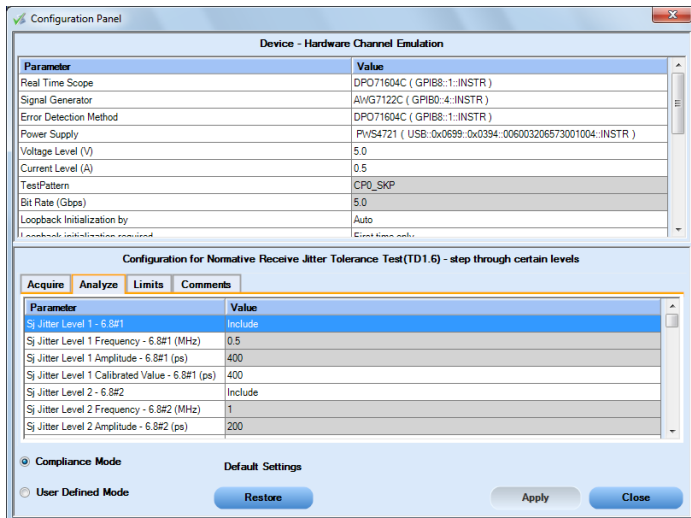 Configuration Panel
Device - Hardware Channel Emulation
Parameter Value
Real Time Scope DPO71604C ( GPIB8::1::INSTR )
Signal Generator AWG7122C ( GPIB0::4::INSTR )
Error Detection Method DPO71604C ( GPIB8::1::INSTR )
Power Supply PWS4721 ( USB::0x0699::0x0394::006003206573001004::INSTR )
Voltage Level (V) 5.0
Current Level (A) 0.5
TestPattern CP0_SKP
Bit Rate (Gbps) 5.0
Loopback Initialization by Auto
Loopback initialization required First time only
Configuration for Normative Receive Jitter Tolerance Test(TD1.6) - step through certain levels
Acquire Analyze Limits Comments
Parameter Value
Sj Jitter Level 1 - 6.8#1 Include
Sj Jitter Level 1 Frequency - 6.8#1 (MHz) 0.5
Sj Jitter Level 1 Amplitude - 6.8#1 (ps) 400
Sj Jitter Level 1 Calibrated Value - 6.8#1 (ps) 400
Sj Jitter Level 2 - 6.8#2 Include
Sj Jitter Level 2 Frequency - 6.8#2 (MHz) 1
Sj Jitter Level 2 Amplitude - 6.8#2 (ps) 200
Compliance Mode Default Settings
User Defined Mode Restore Apply Close